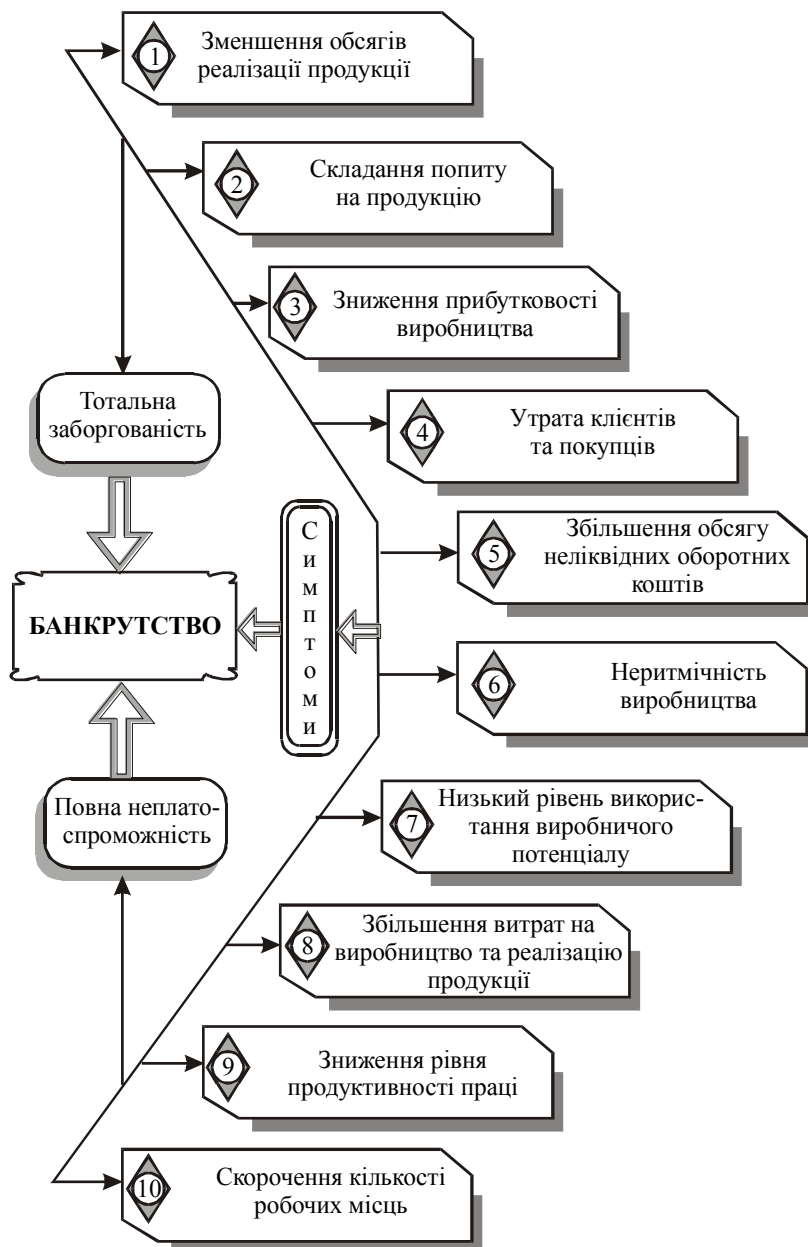 1
Зменшення обсягів
реалізації продукції
2
Складання попиту
на продукцію
3
Зниження прибутковості
виробництва
Тотальна
заборгованість
4
Утрата клієнтів
та покупців
5
Збільшення обсягу
неліквідних оборотних
коштів
Симптоми
БАНКРУТСТВО
6
Неритмічність
виробництва
Повна неплато-
спроможність
7
Низький рівень викорис-
тання виробничого
потенціалу
8
Збільшення витрат на
виробництво та реалізацію
продукції
9
Зниження рівня
продуктивності праці
10
Скорочення кількості
робочих місць